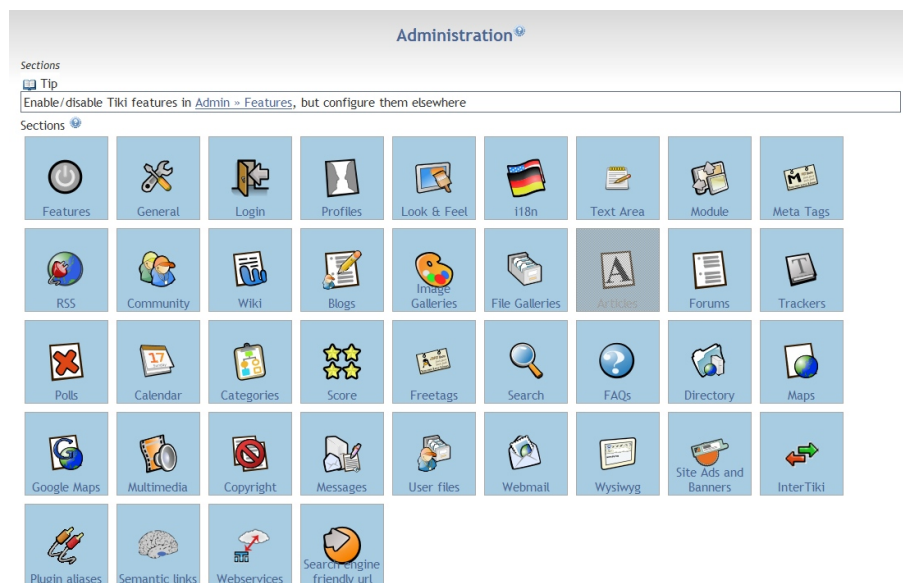 Administration
Sections
Tip
Enable/disable Tiki features in Admin » Features, but configure them elsewhere
Sections
Features
General
Login
Profiles
Look & Feel
i18n
Text Area
Module
Meta Tags
RSS
Community
Wiki
Blogs
Image
Galleries
File Galleries
Articles
Forums
Trackers
Polls
17
Calendar
Categories
Score
Freetags
Search
FAQs
Directory
Maps
Google Maps
Multimedia
Copyright
Messages
User files
Webmail
Wysiwyg
Site Ads and
Banners
InterTiki
Plugin aliases
Semantic links
Webservices
Search engine
friendly url